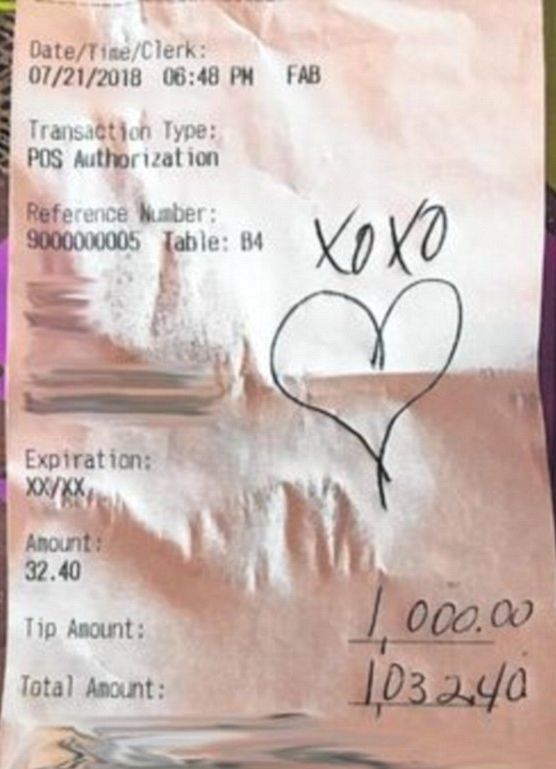 Date/Time/Clerk:
07/21/2018 06:48 PM FAB
Transaction Type:
POS Authorization
Reference Number:
9000000005 Table: B4
XOXO
Expiration:
XX/XX
Amount:
32.40
Tip Amount: 1,000.00
Total Amount: 1,032.40